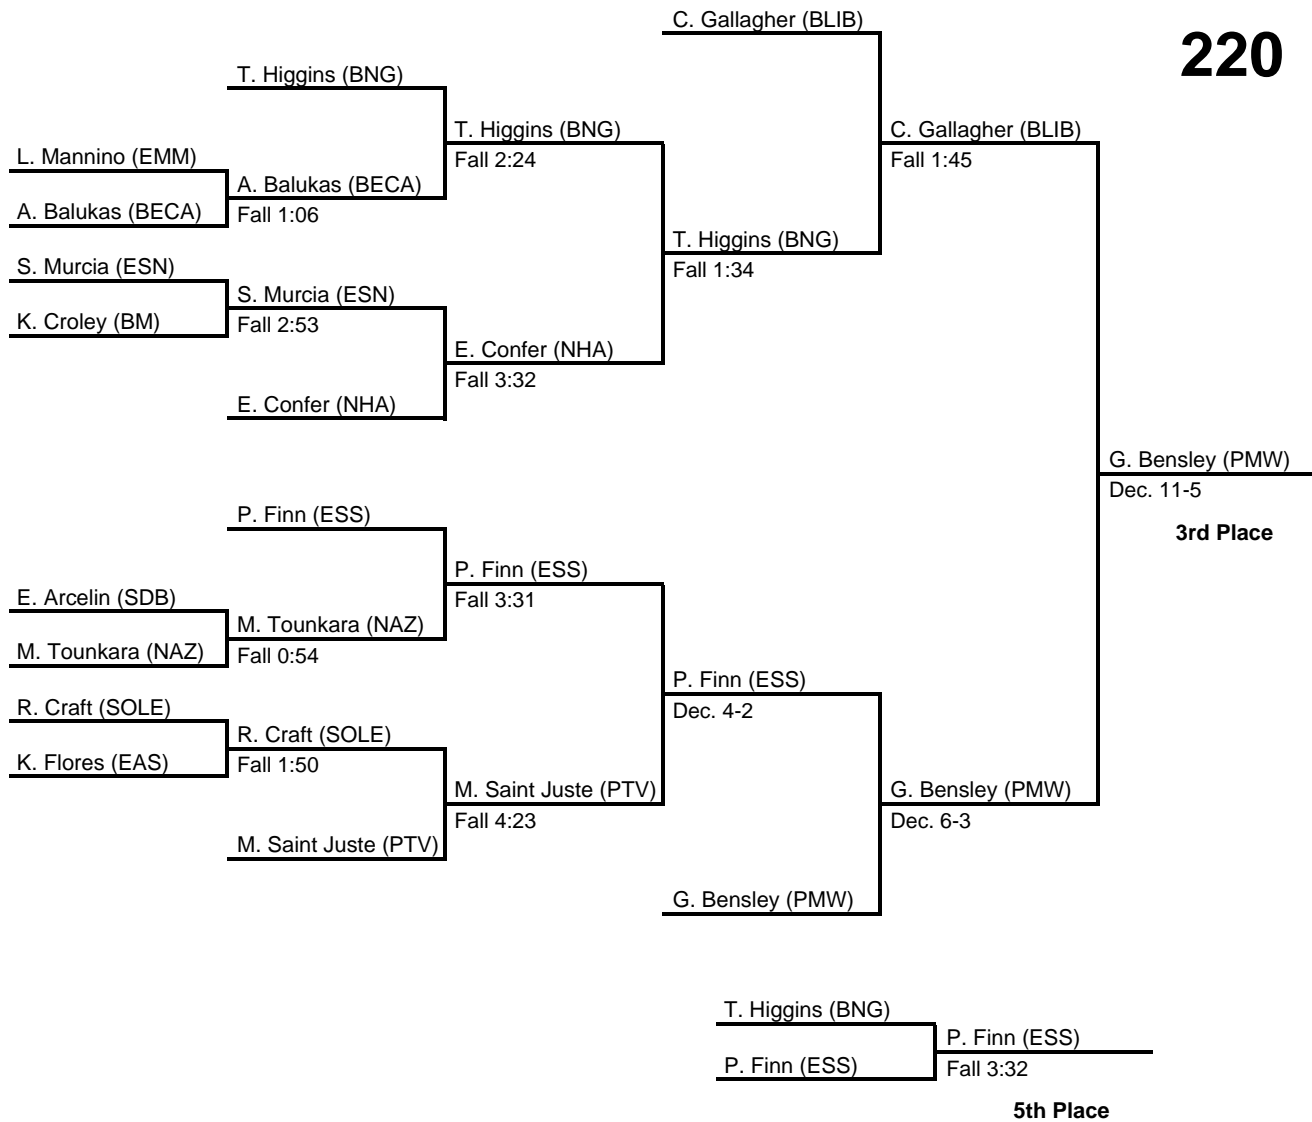 C. Gallagher (BLIB)
220
T. Higgins (BNG)
T. Higgins (BNG)
C. Gallagher (BLIB)
L. Mannino (EMM)
Fall 2:24
Fall 1:45
A. Balukas (BECA)
A. Balukas (BECA)
Fall 1:06
T. Higgins (BNG)
S. Murcia (ESN)
Fall 1:34
S. Murcia (ESN)
K. Croley (BM)
Fall 2:53
E. Confer (NHA)
Fall 3:32
E. Confer (NHA)
G. Bensley (PMW)
Dec. 11-5
P. Finn (ESS)
3rd Place
P. Finn (ESS)
E. Arcelin (SDB)
Fall 3:31
M. Tounkara (NAZ)
M. Tounkara (NAZ)
Fall 0:54
P. Finn (ESS)
R. Craft (SOLE)
Dec. 4-2
R. Craft (SOLE)
K. Flores (EAS)
Fall 1:50
M. Saint Juste (PTV)
G. Bensley (PMW)
Fall 4:23
Dec. 6-3
M. Saint Juste (PTV)
G. Bensley (PMW)
T. Higgins (BNG)
P. Finn (ESS)
P. Finn (ESS)
Fall 3:32
5th Place